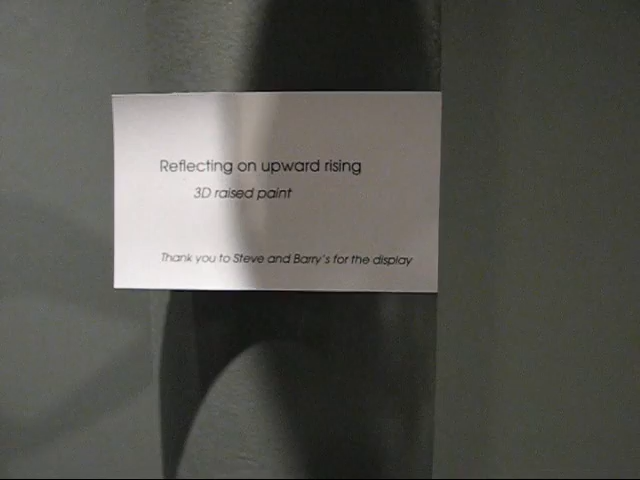 Reflecting on upward rising
3D raised paint
Thank you to Steve and Barry's for the display